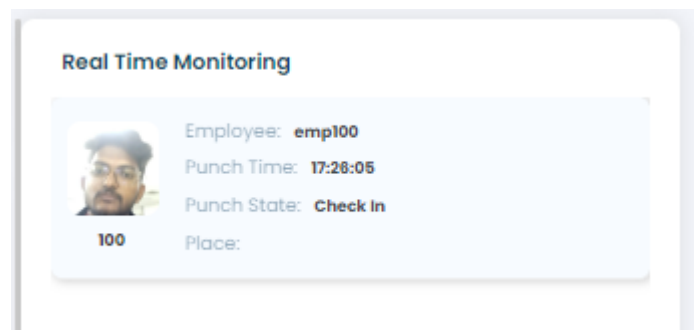 Real Time Monitoring
Employee: emp100
Punch Time: 17:26:05
Punch State: Check In
100
Place: